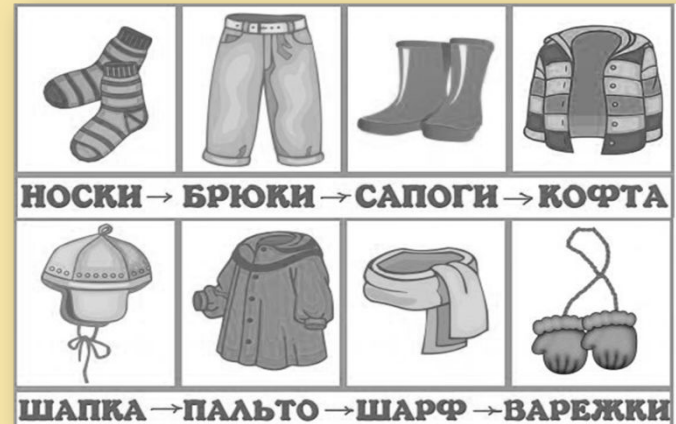 НОСКИ → БРЮКИ → САПОГИ → КОФТА
ШАПКА → ПАЛЬТО → ШАРФ → ВАРЕЖКИ